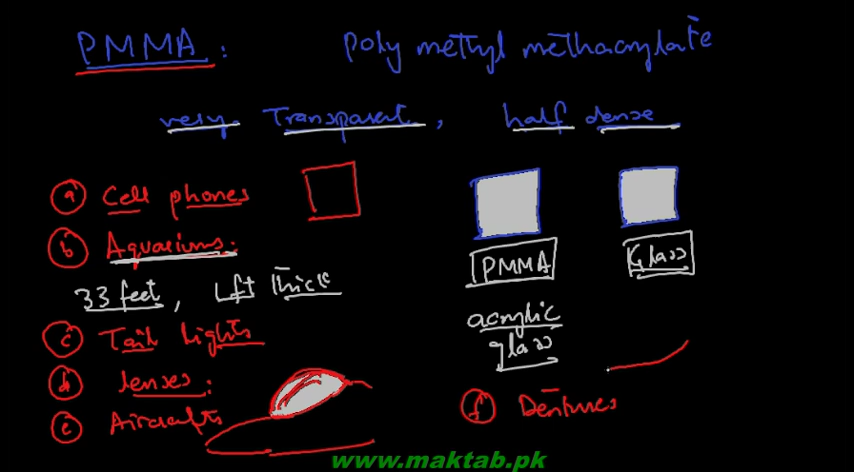 PMMA : Poly methyl methacrylate
very Transparent, half dense
a Cell phones
b Aquariums:
PMMA Glass
33 feet, 1ft thick
acrylic
glass
c Tail lights
d lenses:
e Aircrafts
f Dentures
www.maktab.pk